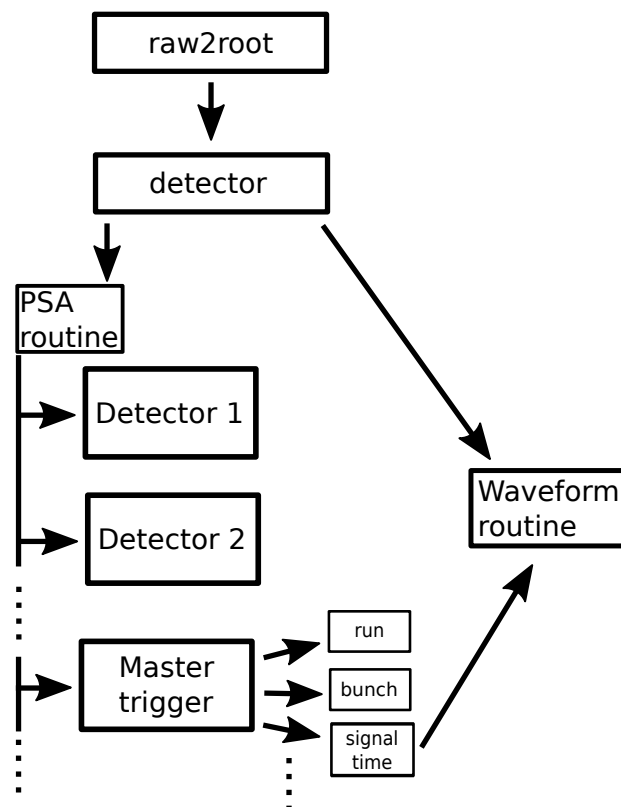 raw2root
detector
PSA
routine
Detector 1
Waveform
routine
Detector 2
run
Master
trigger
bunch
signal
time